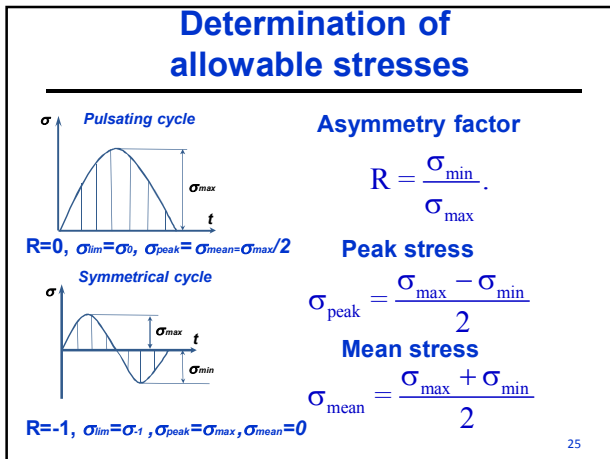 Determination of
allowable stresses
σ
Pulsating cycle
σmax
t
R=0, σlim=σ0, σpeak=σmean=σmax/2
Symmetrical cycle
σ
σmax
t
σmin
R=-1, σlim=σ-1 ,σpeak=σmax,σmean=0
Asymmetry factor
R = σmin / σmax.
Peak stress
σpeak = (σmax − σmin) / 2
Mean stress
σmean = (σmax + σmin) / 2
25